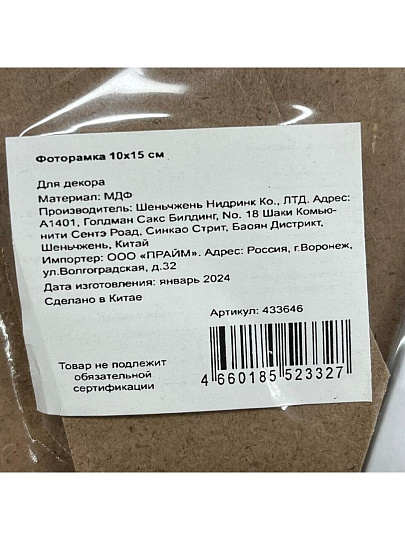 Фоторамка 10x15 см
Для декора
Материал: МДФ
Производитель: Шеньчжень Нидринк Ко., ЛТД. Адрес:
А1401, Голдман Сакс Билдинг, No. 18 Шаки Комью-
нити Сентэ Роад, Синкао Стрит, Баоян Дистрикт,
Шеньчжень, Китай
Импортер: ООО «ПРАЙМ». Адрес: Россия, г.Воронеж,
ул.Волгоградская, д.32
Дата изготовления: январь 2024
Сделано в Китае
Артикул: 433646
Товар не подлежит
обязательной
сертификации
4 660185 523327